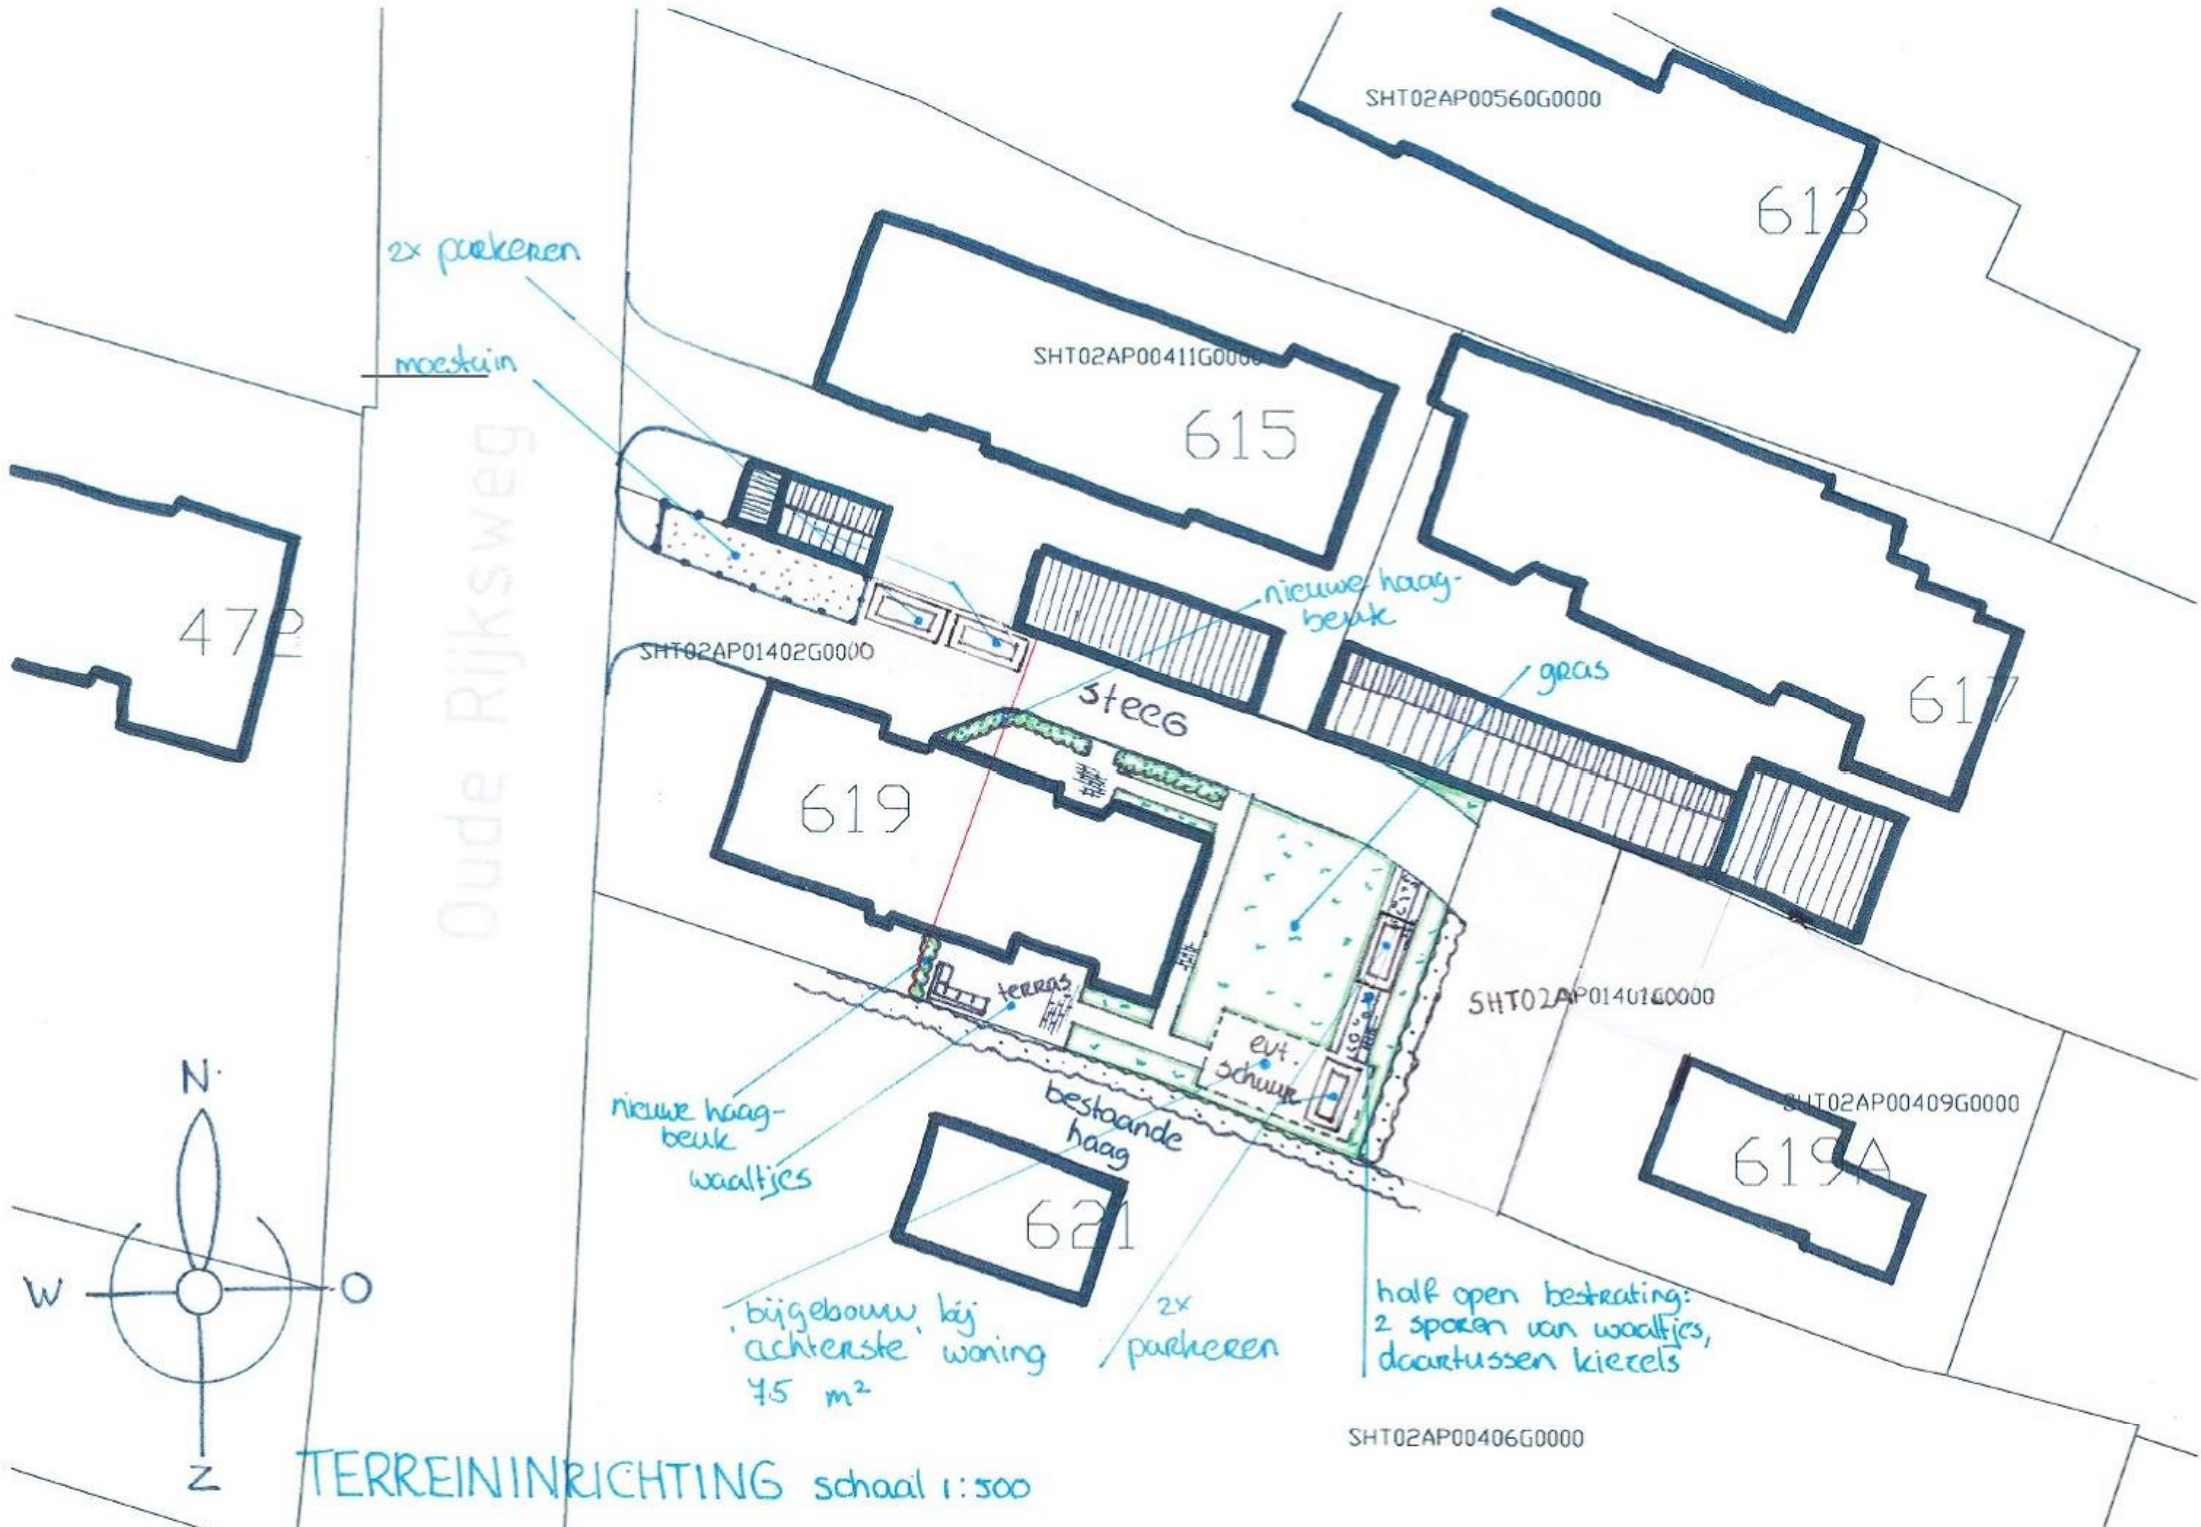 SHT02AP00560G0000
613
2x parkeren
SHT02AP00411G0000
615
moestuin
Oude Rijksweg
nieuwe haag-
beuk
472
SHT02AP01402G0000
steeG
gras
617
619
terras
SHT02AP01401G0000
evt.
schuur
N
nieuwe haag-
beuk
waaltjes
bestaande
haag
SHT02AP00409G0000
619A
621
W
O
bijgebouw bij
'achterste' woning
75 m²
2x
parkeren
half open bestrating:
2 sporen van waaltjes,
daartussen kiezels
SHT02AP00406G0000
Z
TERREININRICHTING schaal 1:500